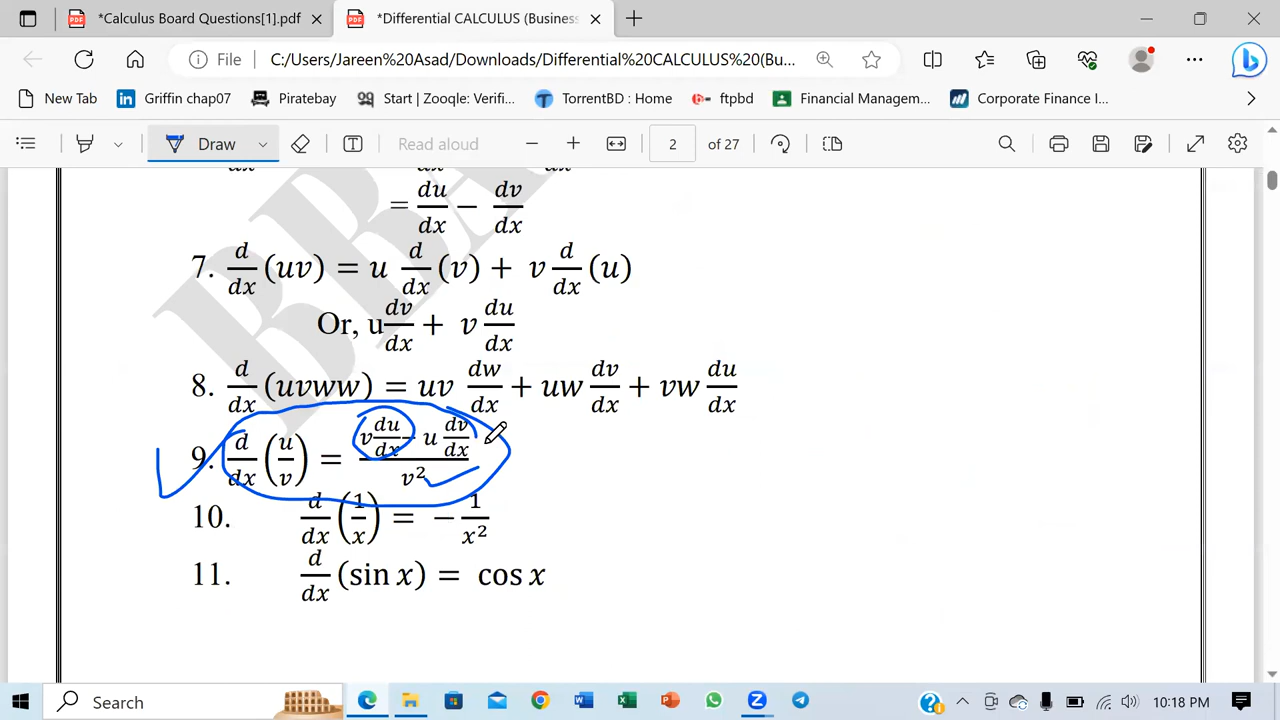 *Calculus Board Questions[1].pdf
*Differential CALCULUS (Business
File C:/Users/Jareen%20Asad/Downloads/Differential%20CALCULUS%20(Bu...
New Tab Griffin chap07 Piratebay Start | Zooqle: Verifi... TorrentBD : Home ftpbd Financial Managem... Corporate Finance I...
Draw Read aloud 2 of 27
= du/dx − dv/dx
7. d/dx (uv) = u d/dx (v) + v d/dx (u)
Or, u dv/dx + v du/dx
8. d/dx (uvww) = uv dw/dx + uw dv/dx + vw du/dx
9. d/dx (u/v) = (v du/dx − u dv/dx)/v²
10. d/dx (1/x) = − 1/x²
11. d/dx (sin x) = cos x
Search 10:18 PM